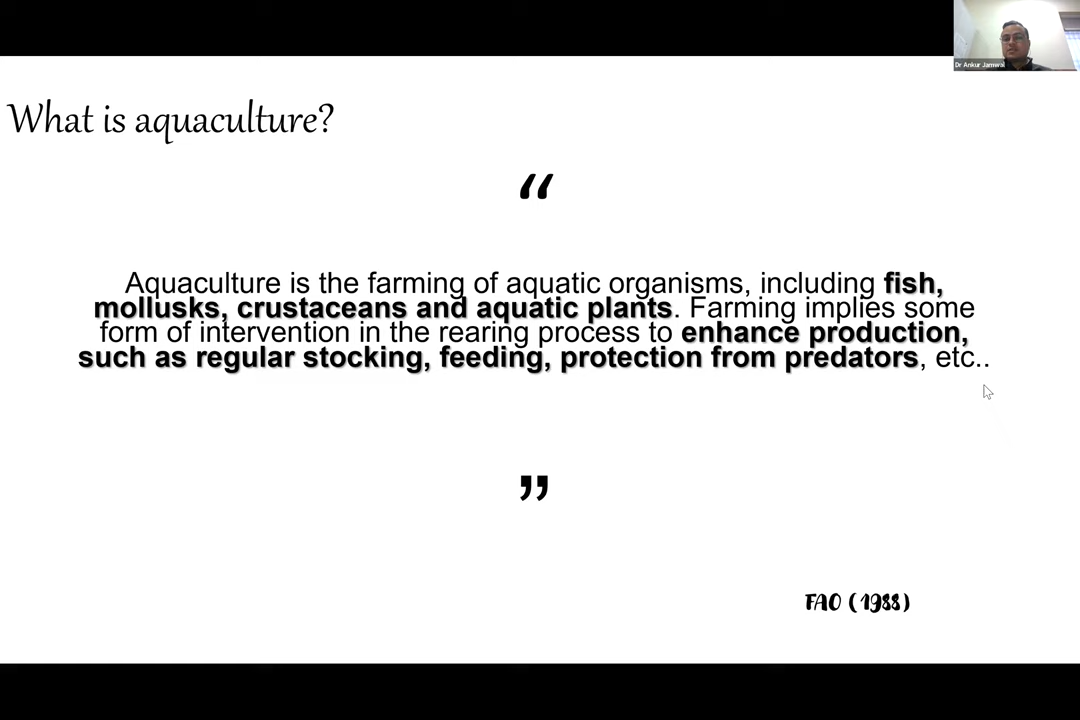 Dr Ankur Jamwal
What is aquaculture?
“
Aquaculture is the farming of aquatic organisms, including fish,
mollusks, crustaceans and aquatic plants. Farming implies some
form of intervention in the rearing process to enhance production,
such as regular stocking, feeding, protection from predators, etc..
”
FAO (1988)